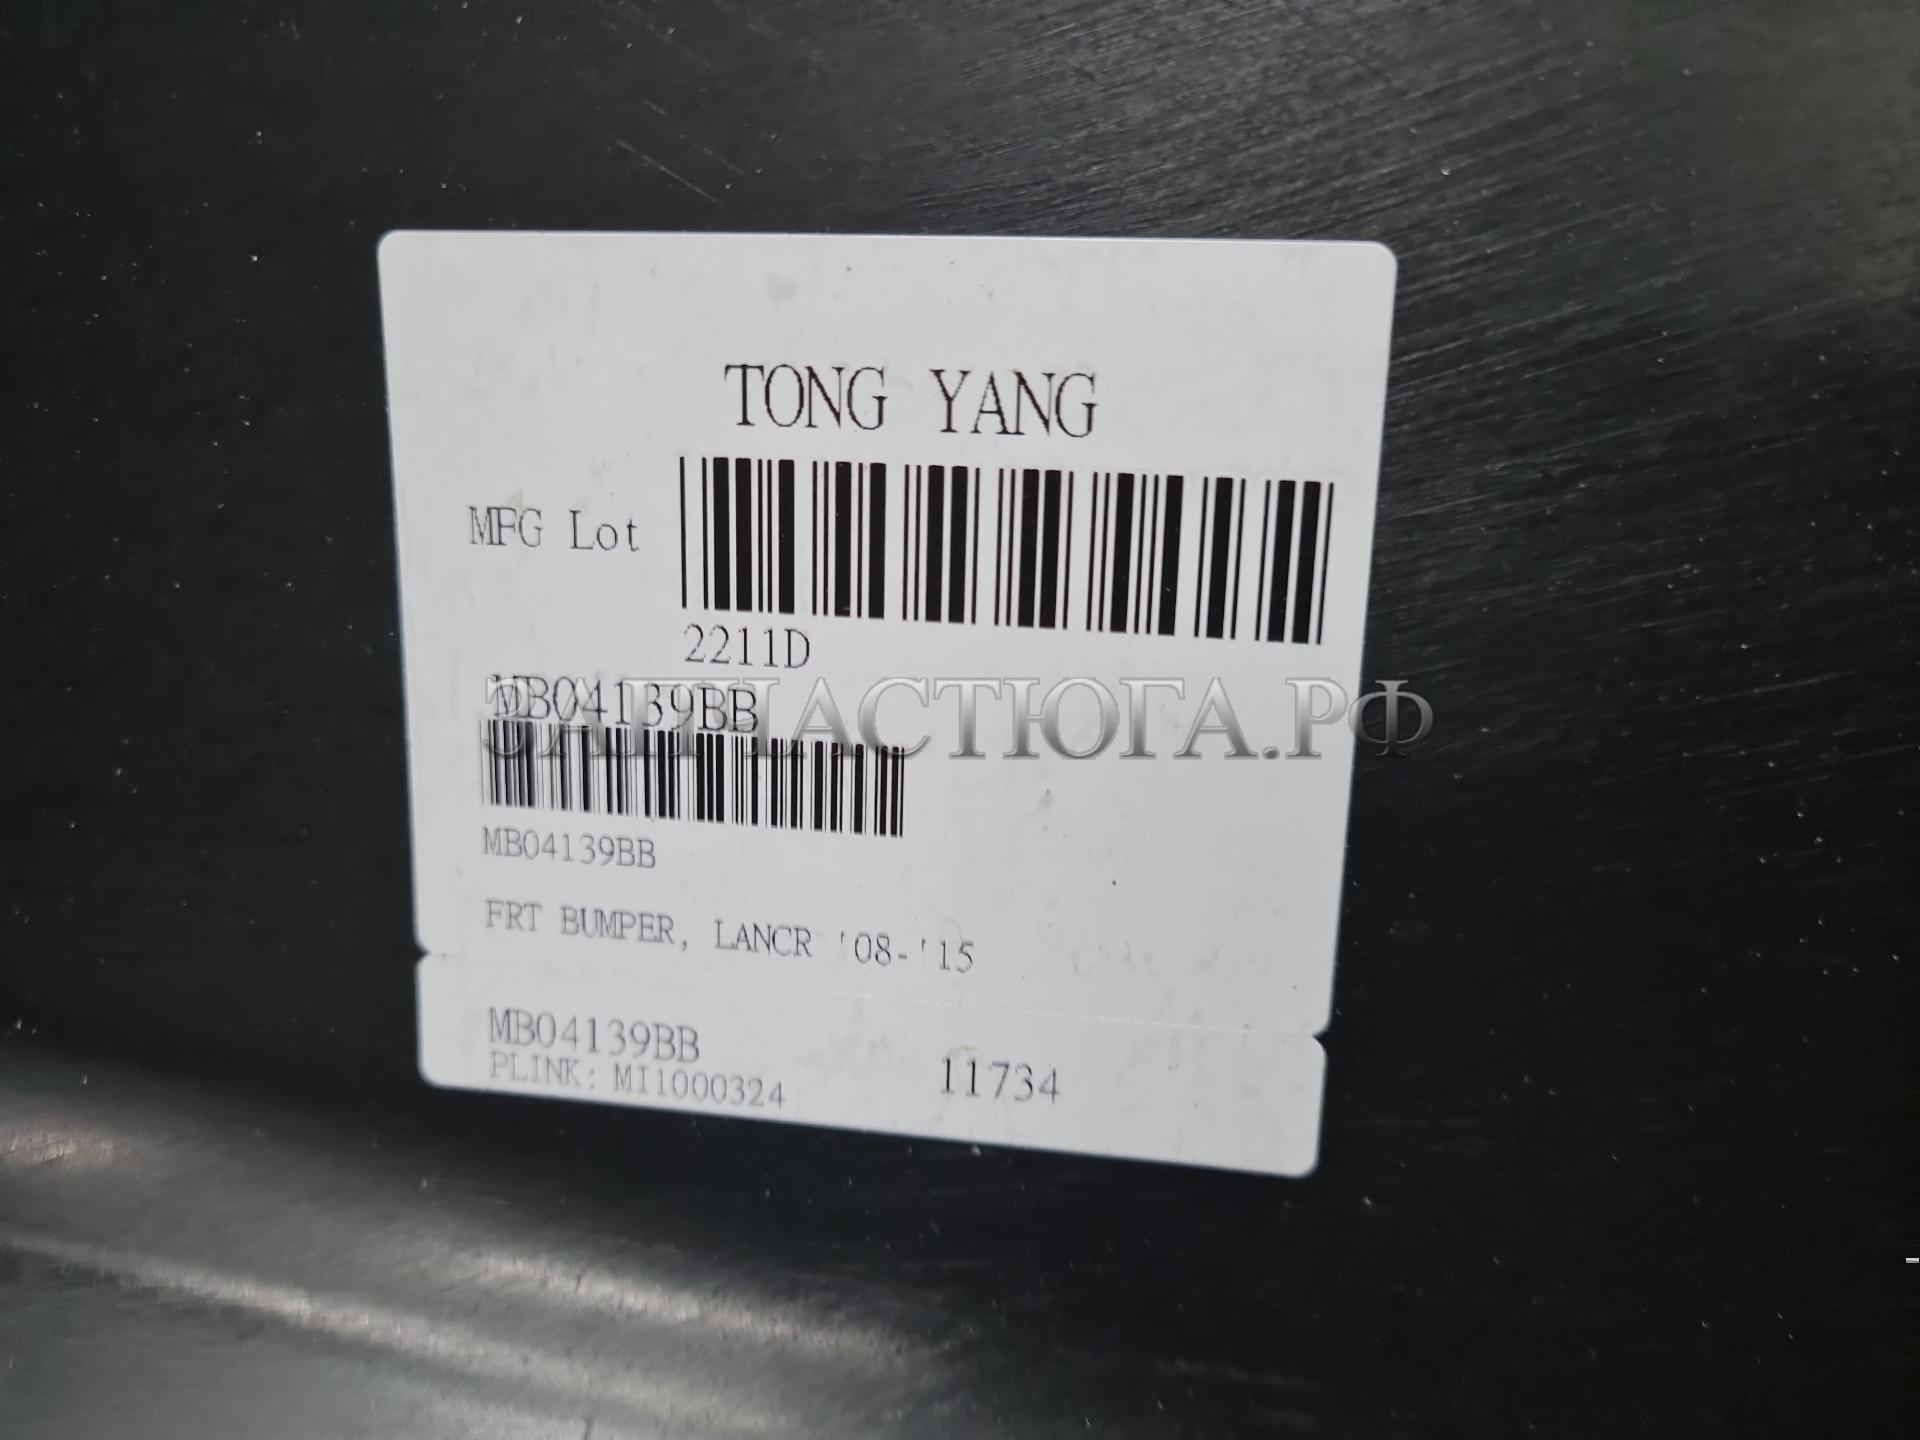 TONG YANG
MFG Lot
2211D
MB04139BB
ЗАПЧАСТЮГА.РФ
MB04139BB
FRT BUMPER, LANCR '08-'15
MB04139BB
PLINK: MI1000324
11734